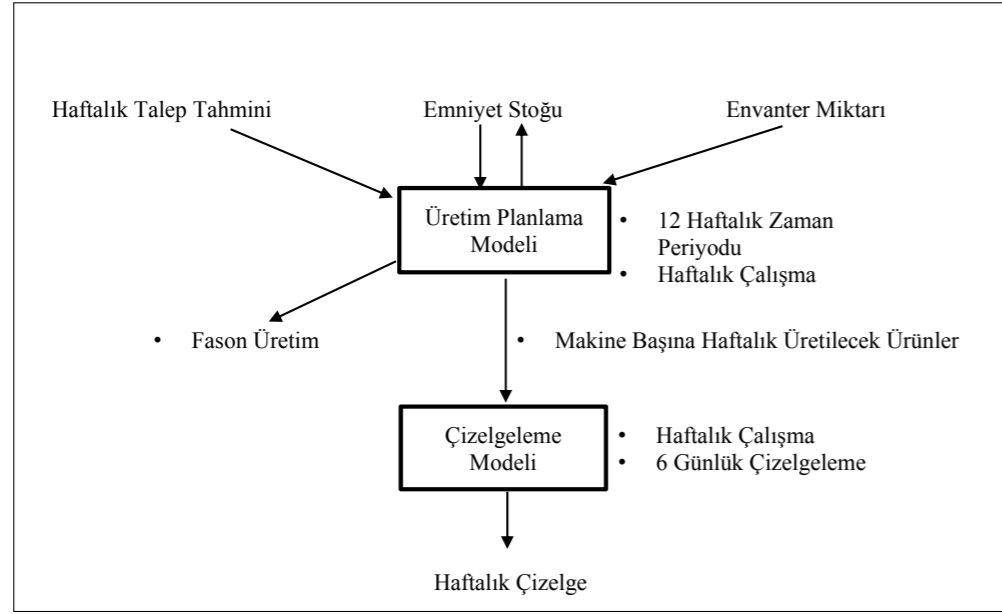 Haftalık Talep Tahmini
Emniyet Stoğu
Envanter Miktarı
Üretim Planlama
Modeli
• 12 Haftalık Zaman
Periyodu
• Haftalık Çalışma
• Fason Üretim
• Makine Başına Haftalık Üretilecek Ürünler
Çizelgeleme
Modeli
• Haftalık Çalışma
• 6 Günlük Çizelgeleme
Haftalık Çizelge